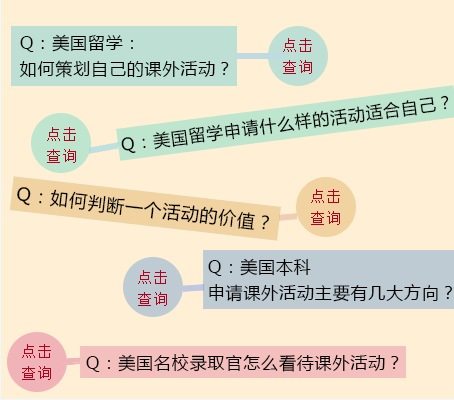 Q：美国留学：
如何策划自己的课外活动？
点击
查询
点击
查询
Q：美国留学申请什么样的活动适合自己？
Q：如何判断一个活动的价值？
点击
查询
点击
查询
Q：美国本科
申请课外活动主要有几大方向？
点击
查询
Q：美国名校录取官怎么看待课外活动？